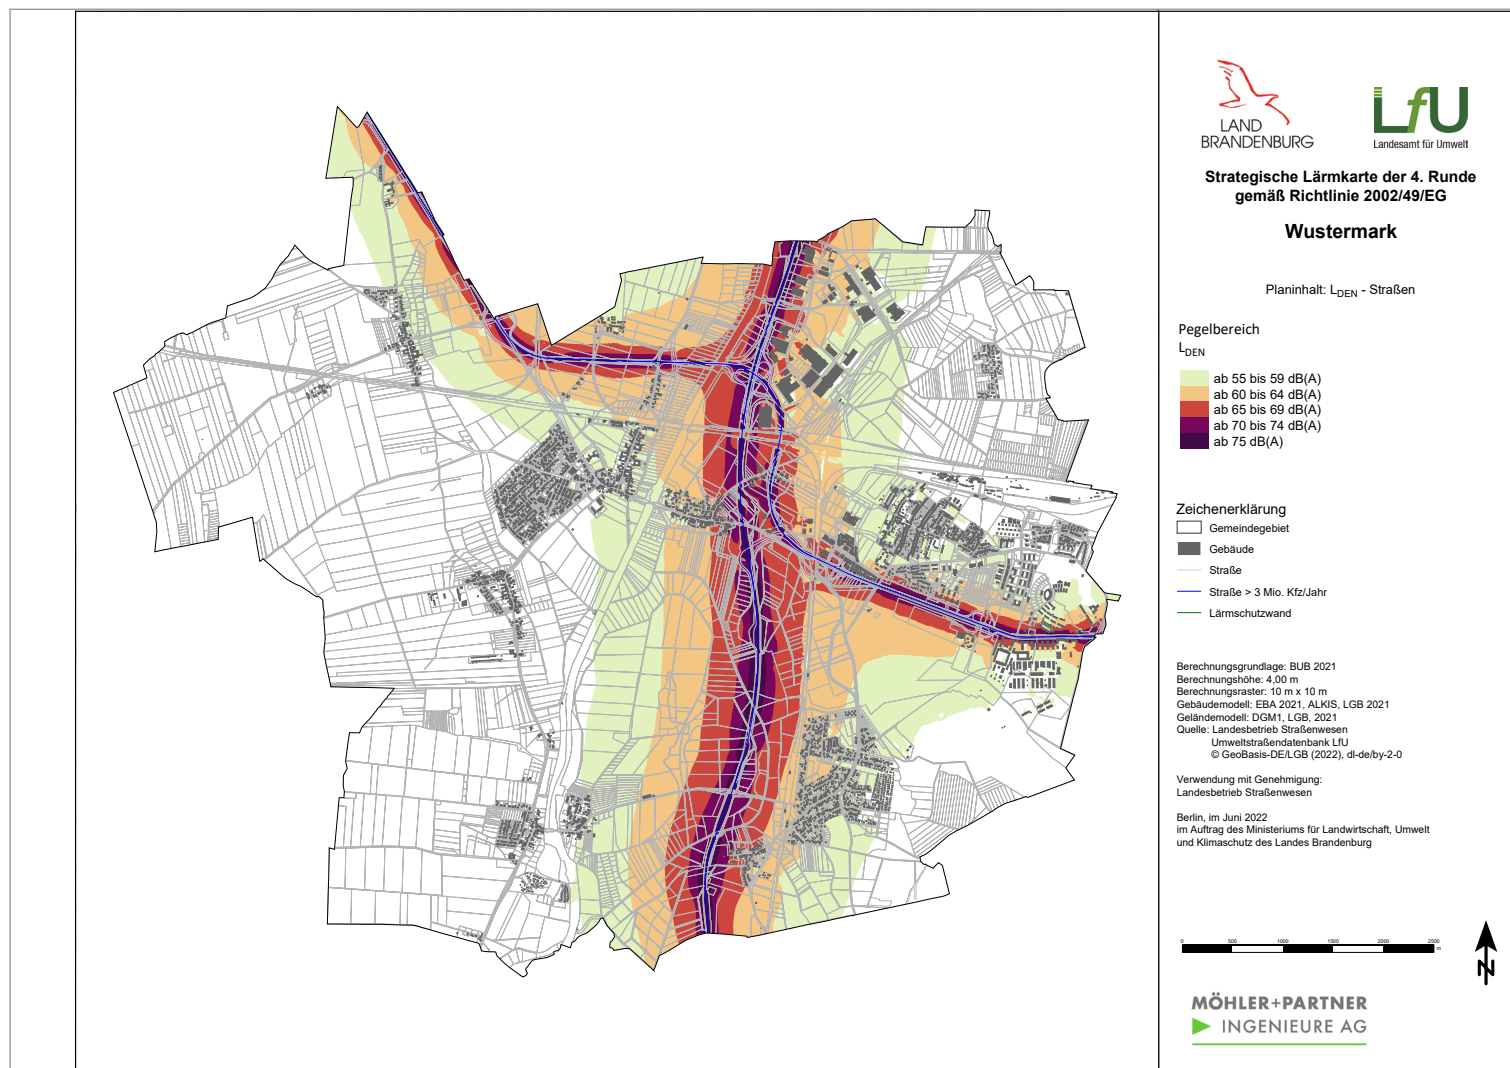 LAND
BRANDENBURG
LfU
Landesamt für Umwelt
Strategische Lärmkarte der 4. Runde
gemäß Richtlinie 2002/49/EG
Wustermark
Planinhalt: LDEN - Straßen
Pegelbereich
LDEN
ab 55 bis 59 dB(A)
ab 60 bis 64 dB(A)
ab 65 bis 69 dB(A)
ab 70 bis 74 dB(A)
ab 75 dB(A)
Zeichenerklärung
Gemeindegebiet
Gebäude
Straße
Straße > 3 Mio. Kfz/Jahr
Lärmschutzwand
Berechnungsgrundlage: BUB 2021
Berechnungshöhe: 4,00 m
Berechnungsraster: 10 m x 10 m
Gebäudemodell: EBA 2021, ALKIS, LGB 2021
Geländemodell: DGM1, LGB, 2021
Quelle: Landesbetrieb Straßenwesen
Umweltstraßendatenbank LfU
© GeoBasis-DE/LGB (2022), dl-de/by-2-0
Verwendung mit Genehmigung:
Landesbetrieb Straßenwesen
Berlin, im Juni 2022
im Auftrag des Ministeriums für Landwirtschaft, Umwelt
und Klimaschutz des Landes Brandenburg
0 500 1000 1500 2000 2500
m
N
MÖHLER+PARTNER
INGENIEURE AG